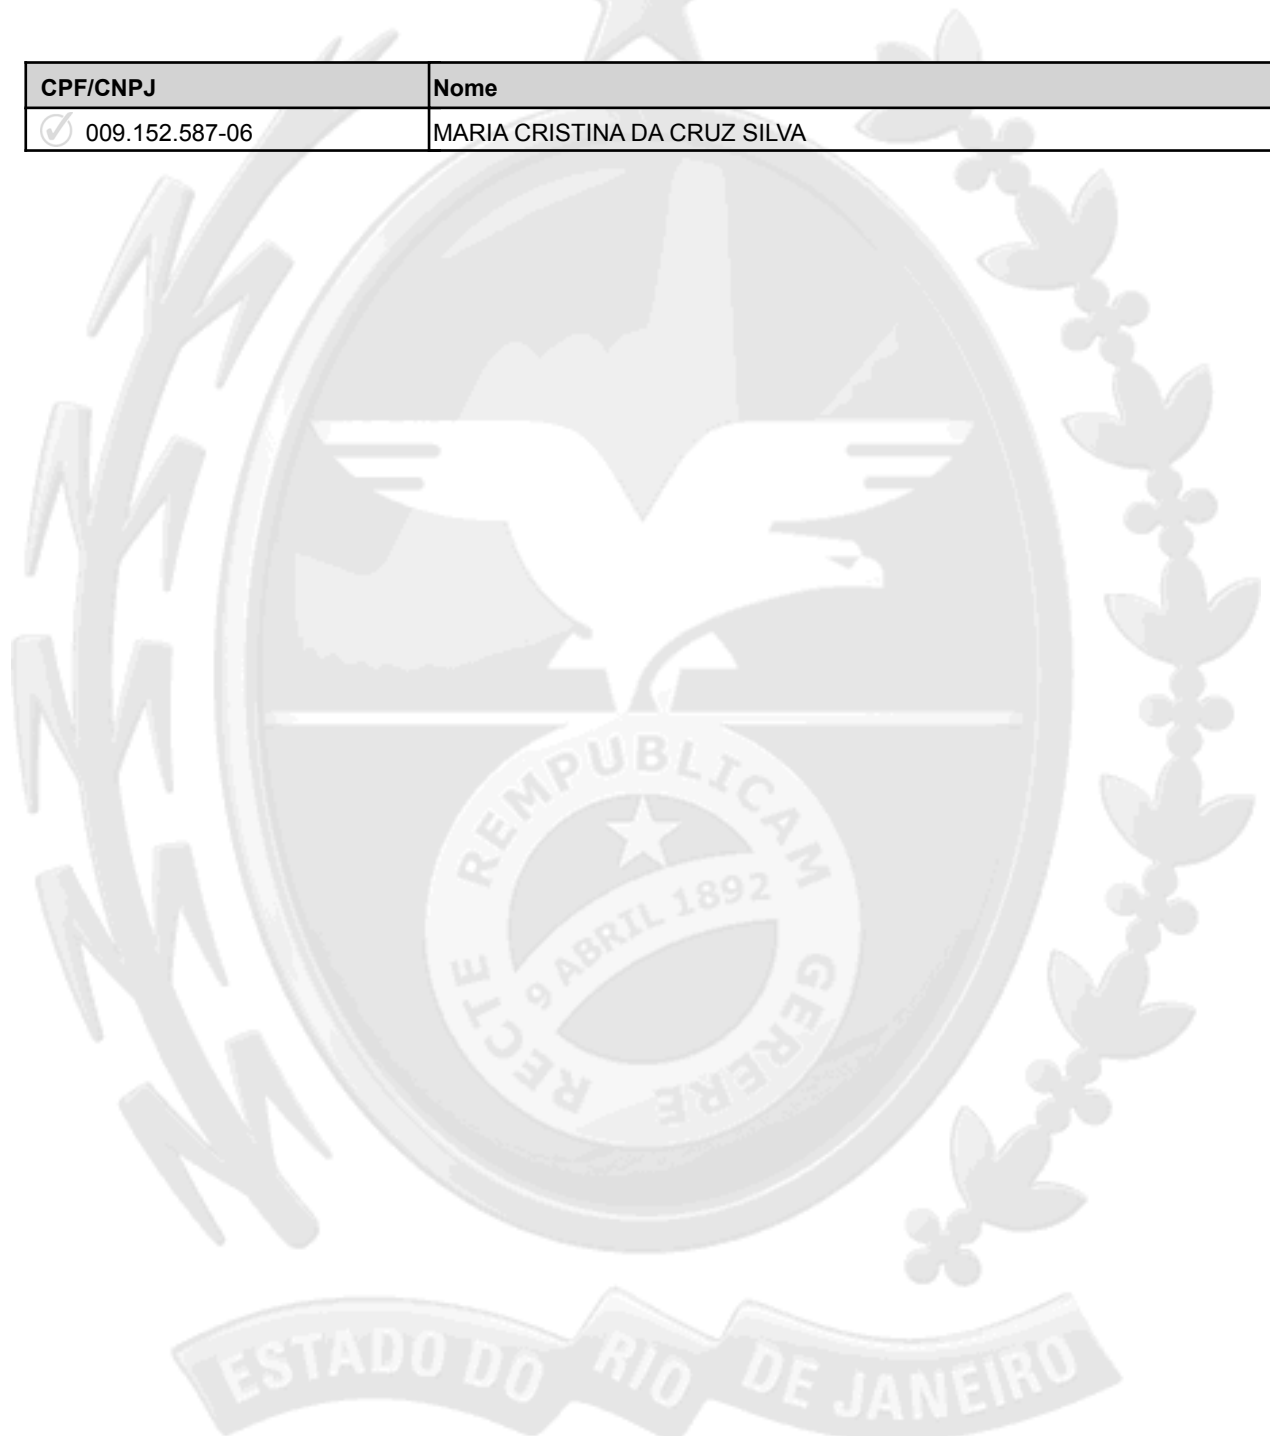 CPF/CNPJ Nome
009.152.587-06 MARIA CRISTINA DA CRUZ SILVA
REMPUBLICAM
9 ABRIL 1892
RECTE GERERE
ESTADO DO RIO DE JANEIRO